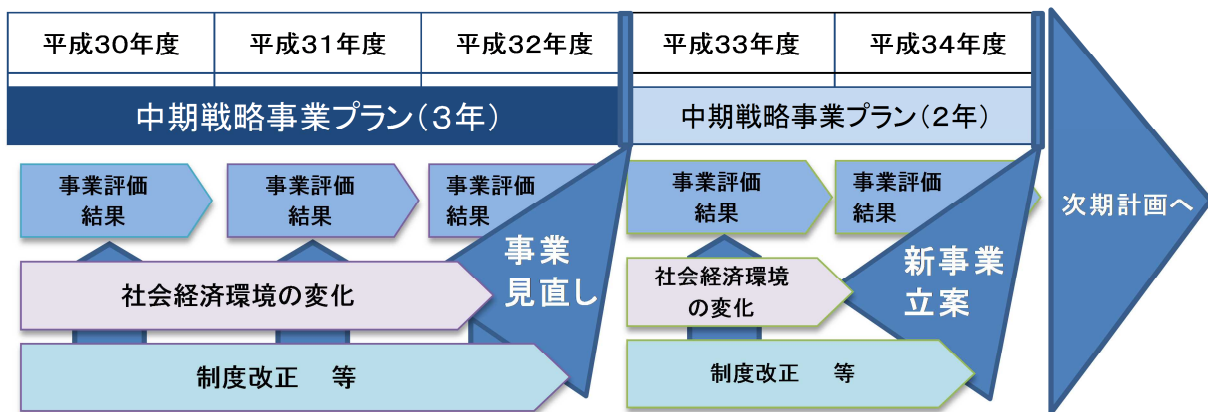 平成30年度 平成31年度 平成32年度 平成33年度 平成34年度
中期戦略事業プラン（3年） 中期戦略事業プラン（2年）
事業評価
結果
事業評価
結果
事業評価
結果
事業評価
結果
事業評価
結果
次期計画へ
事業
見直し
新事業
立案
社会経済環境の変化
社会経済環境
の変化
制度改正 等
制度改正 等